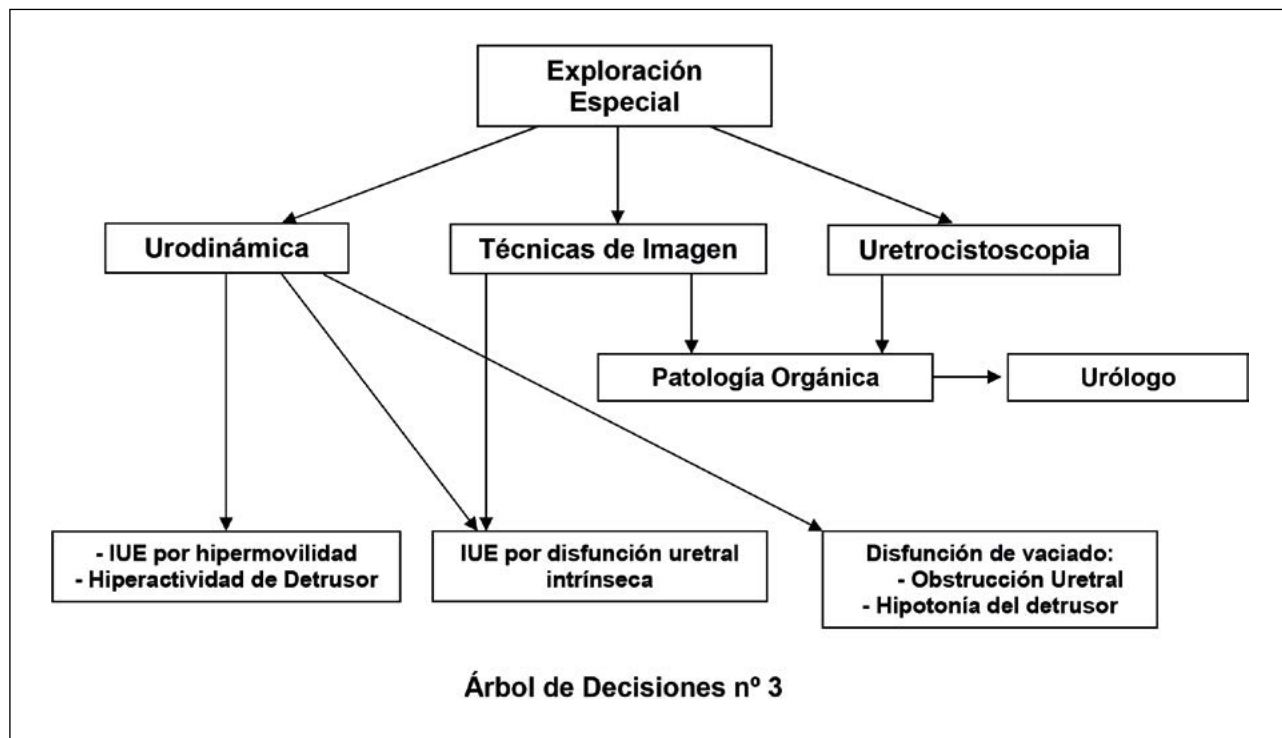 Exploración
Especial
Urodinámica
Técnicas de Imagen
Uretrocistoscopia
Patología Orgánica
Urólogo
- IUE por hipermovilidad
- Hiperactividad de Detrusor
IUE por disfunción uretral
intrínseca
Disfunción de vaciado:
- Obstrucción Uretral
- Hipotonía del detrusor
Árbol de Decisiones nº 3